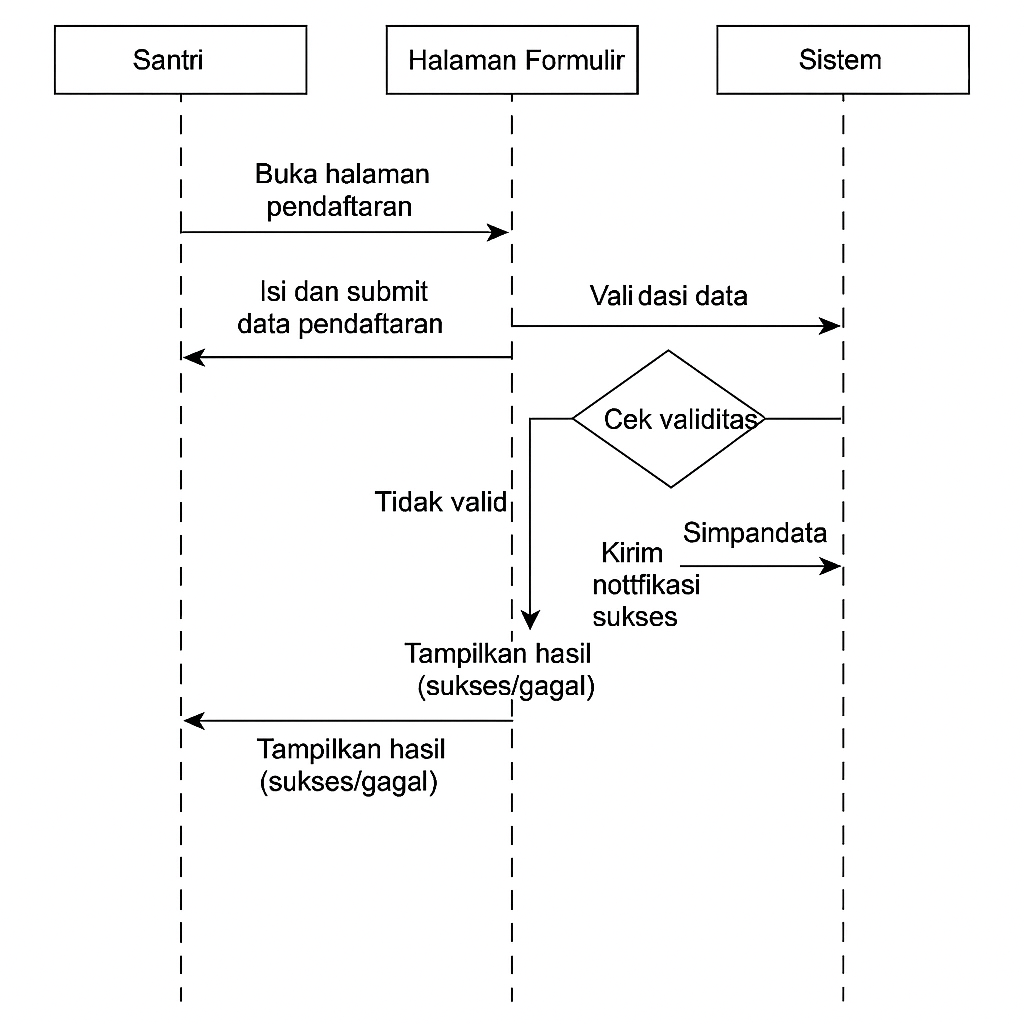 Santri
Halaman Formulir
Sistem
Buka halaman
pendaftaran
Isi dan submit
data pendaftaran
Vali dasi data
Cek validitas
Tidak valid
Simpandata
Kirim
nottfikasi
sukses
Tampilkan hasil
(sukses/gagal)
Tampilkan hasil
(sukses/gagal)